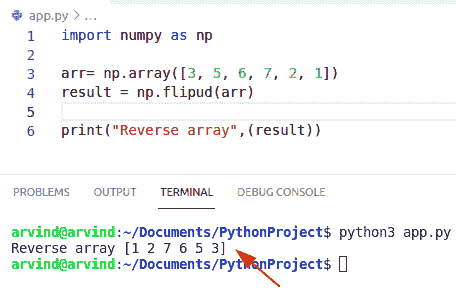 app.py > ...
1 import numpy as np
2
3 arr= np.array([3, 5, 6, 7, 2, 1])
4 result = np.flipud(arr)
5
6 print("Reverse array",(result))
PROBLEMS OUTPUT TERMINAL DEBUG CONSOLE
arvind@arvind:~/Documents/PythonProject$ python3 app.py
Reverse array [1 2 7 6 5 3]
arvind@arvind:~/Documents/PythonProject$